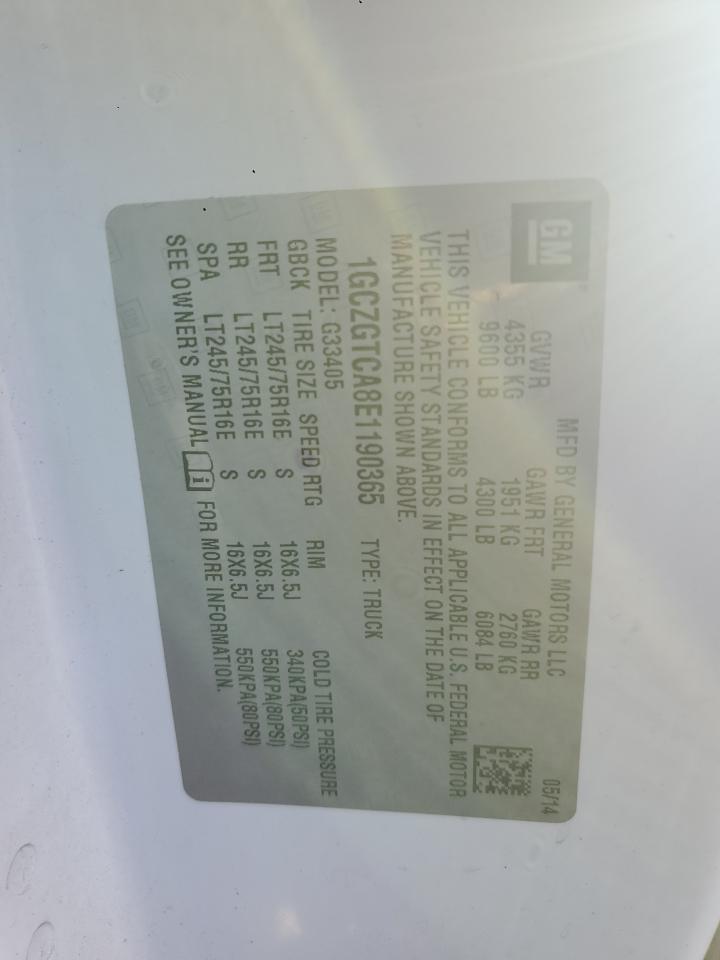 GM
MFD BY GENERAL MOTORS LLC 05/14
GVWR GAWR FRT GAWR RR
4355 KG 1951 KG 2760 KG
9600 LB 4300 LB 6084 LB
THIS VEHICLE CONFORMS TO ALL APPLICABLE U.S. FEDERAL MOTOR
VEHICLE SAFETY STANDARDS IN EFFECT ON THE DATE OF
MANUFACTURE SHOWN ABOVE.
1GCZGTCA8E1190365 TYPE: TRUCK
MODEL: G33405
GBCK TIRE SIZE SPEED RTG RIM COLD TIRE PRESSURE
FRT LT245/75R16E S 16X6.5J 340KPA(50PSI)
RR LT245/75R16E S 16X6.5J 550KPA(80PSI)
SPA LT245/75R16E S 16X6.5J 550KPA(80PSI)
SEE OWNER'S MANUAL i FOR MORE INFORMATION.